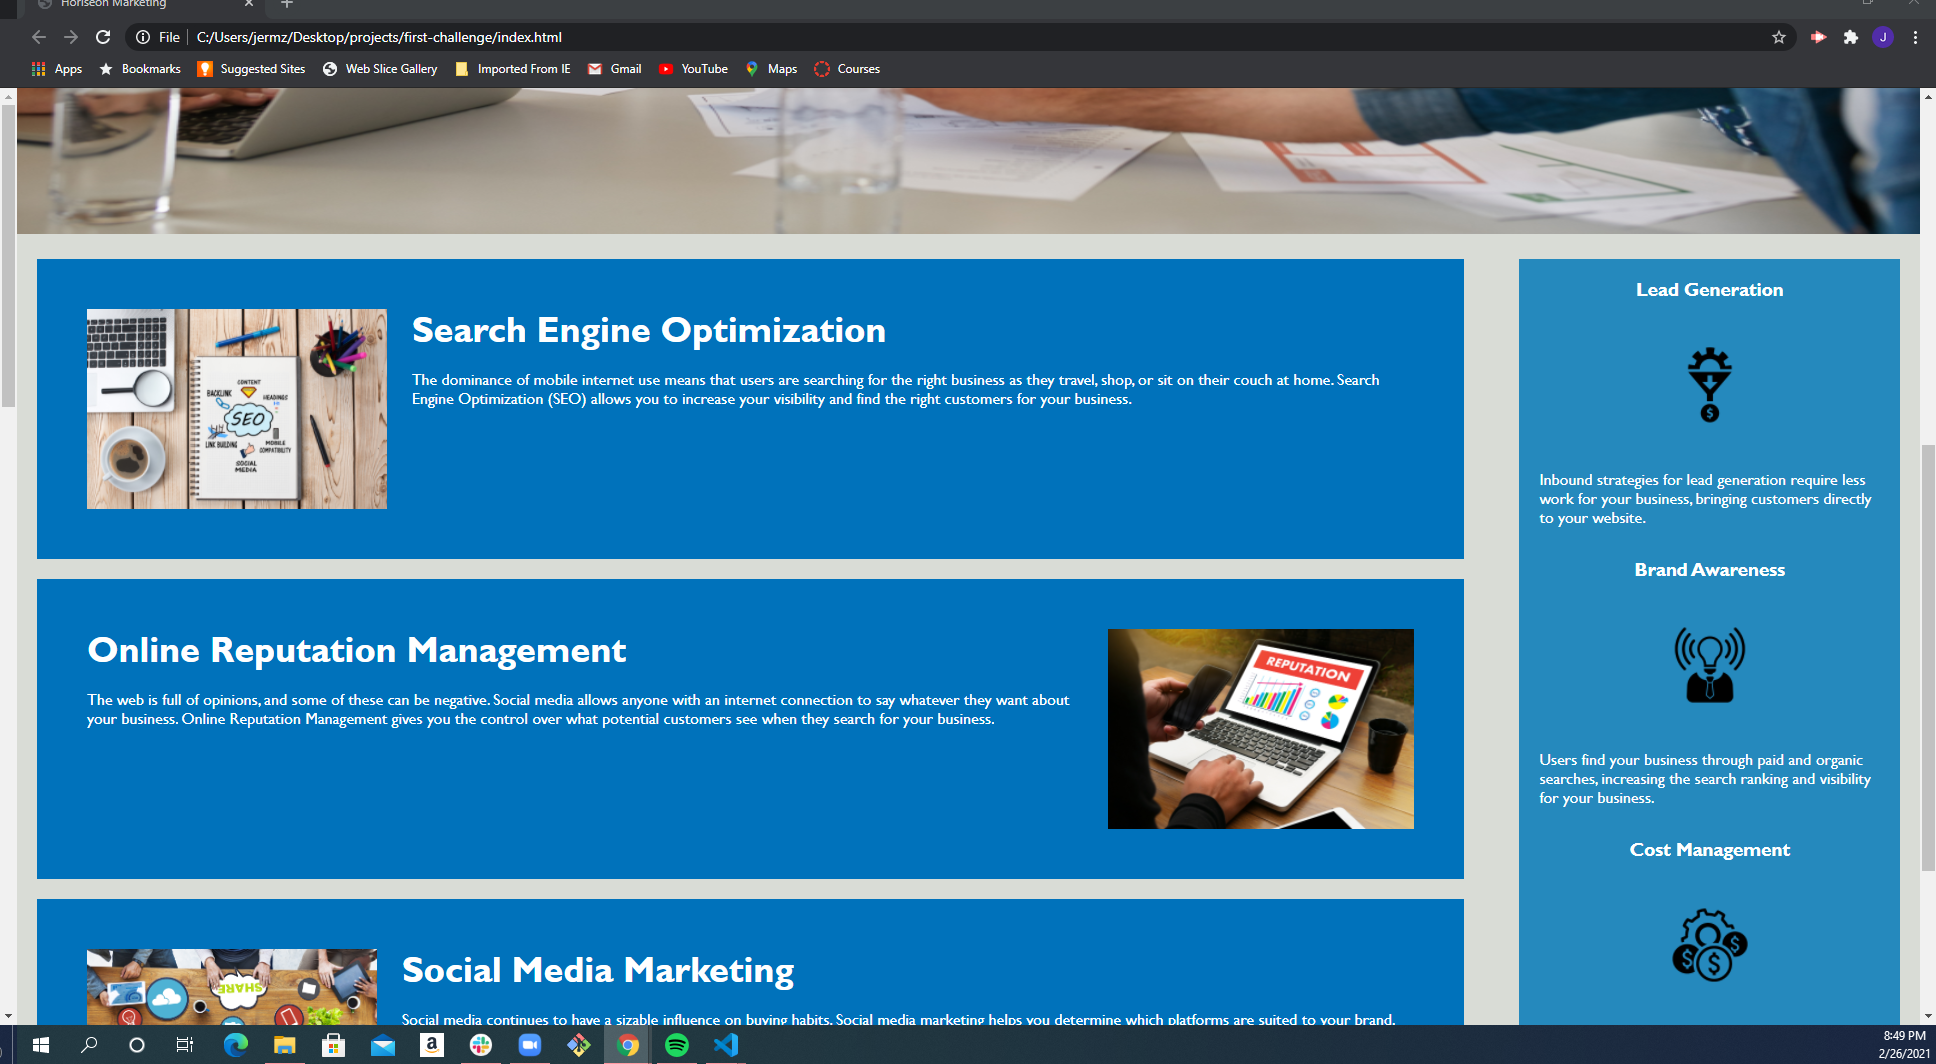 Horiseon Marketing
File C:/Users/jermz/Desktop/projects/first-challenge/index.html
J
Apps Bookmarks Suggested Sites Web Slice Gallery Imported From IE Gmail YouTube Maps Courses
Search Engine Optimization
The dominance of mobile internet use means that users are searching for the right business as they travel, shop, or sit on their couch at home. Search
Engine Optimization (SEO) allows you to increase your visibility and find the right customers for your business.
CONTENT
BACKLINK
HEADINGS
SEO
LINK BUILDING
MOBILE
COMPATIBILITY
SOCIAL
MEDIA
Online Reputation Management
The web is full of opinions, and some of these can be negative. Social media allows anyone with an internet connection to say whatever they want about
your business. Online Reputation Management gives you the control over what potential customers see when they search for your business.
REPUTATION
Social Media Marketing
Social media continues to have a sizable influence on buying habits. Social media marketing helps you determine which platforms are suited to your brand.
SHARE
Lead Generation
Inbound strategies for lead generation require less
work for your business, bringing customers directly
to your website.
Brand Awareness
Users find your business through paid and organic
searches, increasing the search ranking and visibility
for your business.
Cost Management
8:49 PM
2/26/2021